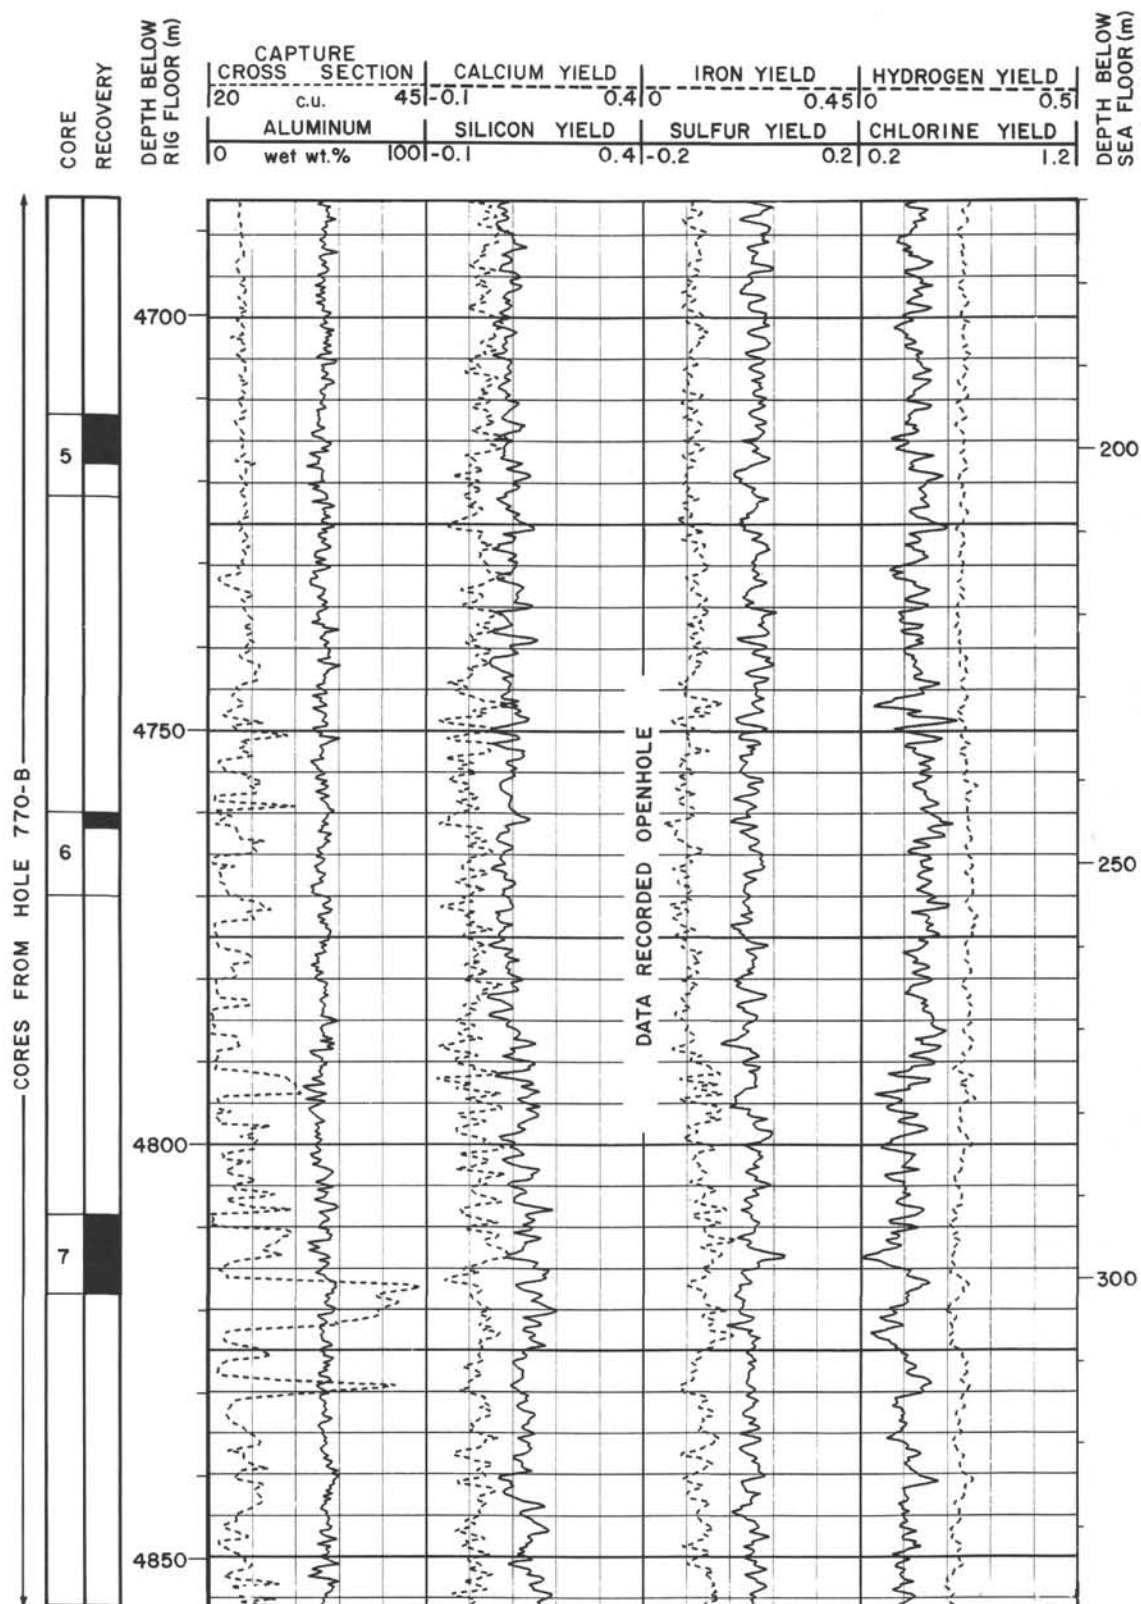 CORE
RECOVERY
DEPTH BELOW
RIG FLOOR (m)
CAPTURE
CROSS SECTION
20 c.u. 45
ALUMINUM
0 wet wt.% 100
CALCIUM YIELD
-0.1 0.4
SILICON YIELD
-0.1 0.4
IRON YIELD
0 0.45
SULFUR YIELD
-0.2 0.2
HYDROGEN YIELD
0 0.5
CHLORINE YIELD
0.2 1.2
DEPTH BELOW
SEA FLOOR (m)
CORES FROM HOLE 770-B
5
6
7
4700
4750
4800
4850
DATA RECORDED OPENHOLE
200
250
300